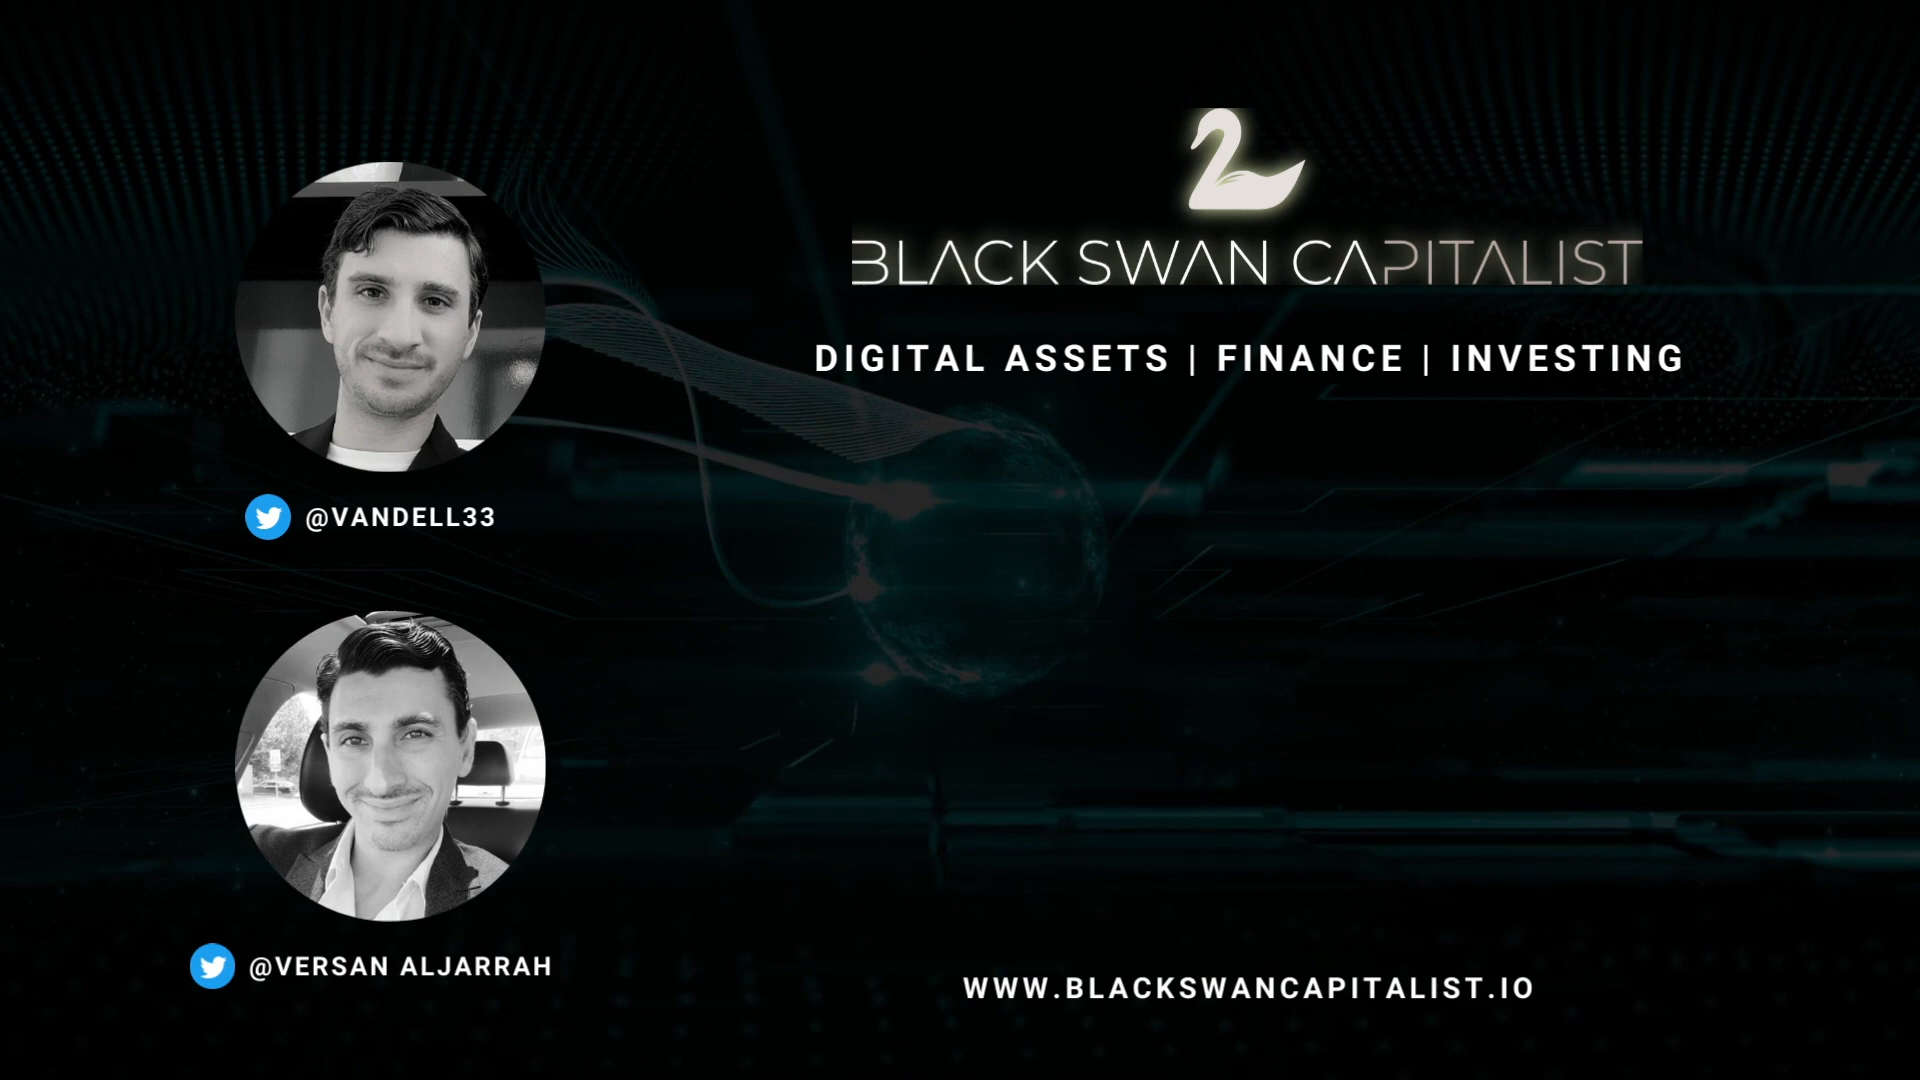 BLACK SWAN CAPITALIST
DIGITAL ASSETS | FINANCE | INVESTING
@VANDELL33
@VERSAN ALJARRAH
WWW.BLACKSWANCAPITALIST.IO